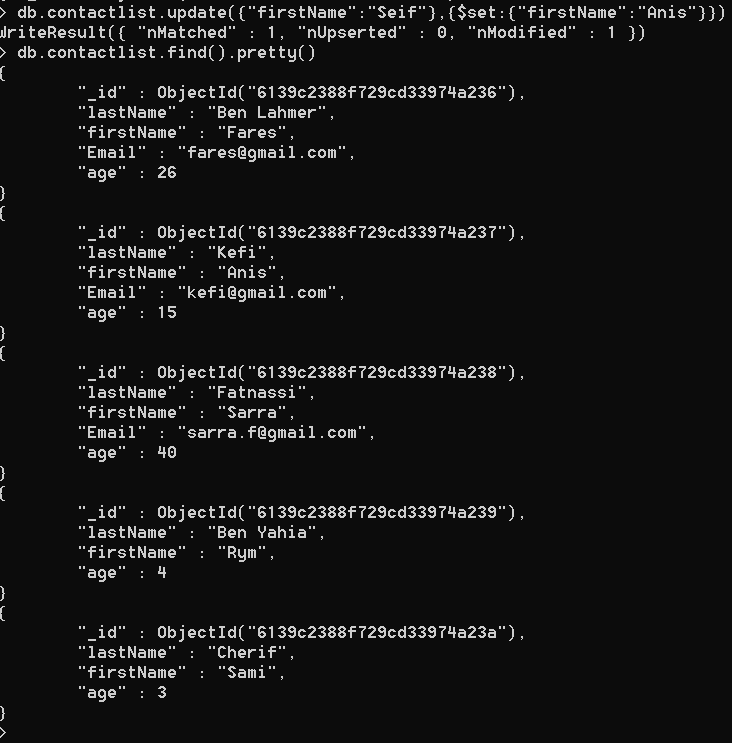 > db.contactlist.update({"firstName":"Seif"},{$set:{"firstName":"Anis"}})
WriteResult({ "nMatched" : 1, "nUpserted" : 0, "nModified" : 1 })
> db.contactlist.find().pretty()
{
        "_id" : ObjectId("6139c2388f729cd33974a236"),
        "lastName" : "Ben Lahmer",
        "firstName" : "Fares",
        "Email" : "fares@gmail.com",
        "age" : 26
}
{
        "_id" : ObjectId("6139c2388f729cd33974a237"),
        "lastName" : "Kefi",
        "firstName" : "Anis",
        "Email" : "kefi@gmail.com",
        "age" : 15
}
{
        "_id" : ObjectId("6139c2388f729cd33974a238"),
        "lastName" : "Fatnassi",
        "firstName" : "Sarra",
        "Email" : "sarra.f@gmail.com",
        "age" : 40
}
{
        "_id" : ObjectId("6139c2388f729cd33974a239"),
        "lastName" : "Ben Yahia",
        "firstName" : "Rym",
        "age" : 4
}
{
        "_id" : ObjectId("6139c2388f729cd33974a23a"),
        "lastName" : "Cherif",
        "firstName" : "Sami",
        "age" : 3
}
>